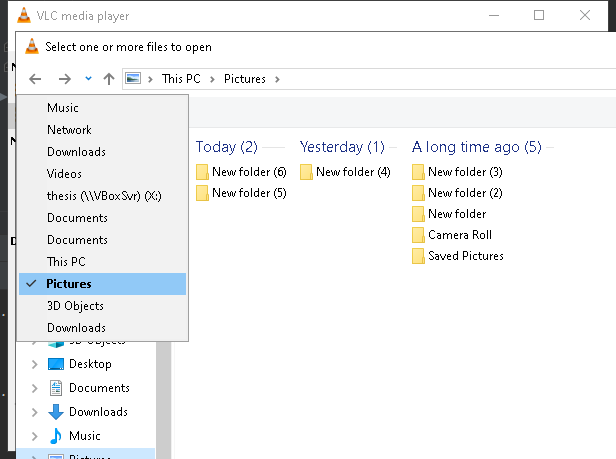 VLC media player
Select one or more files to open
This PC > Pictures >
Music
Network
Downloads
Videos
thesis (\\VBoxSvr) (X:)
Documents
Documents
This PC
Pictures
3D Objects
Downloads
Today (2)
New folder (6)
New folder (5)
Yesterday (1)
New folder (4)
A long time ago (5)
New folder (3)
New folder (2)
New folder
Camera Roll
Saved Pictures
3D Objects
Desktop
Documents
Downloads
Music
Pictures